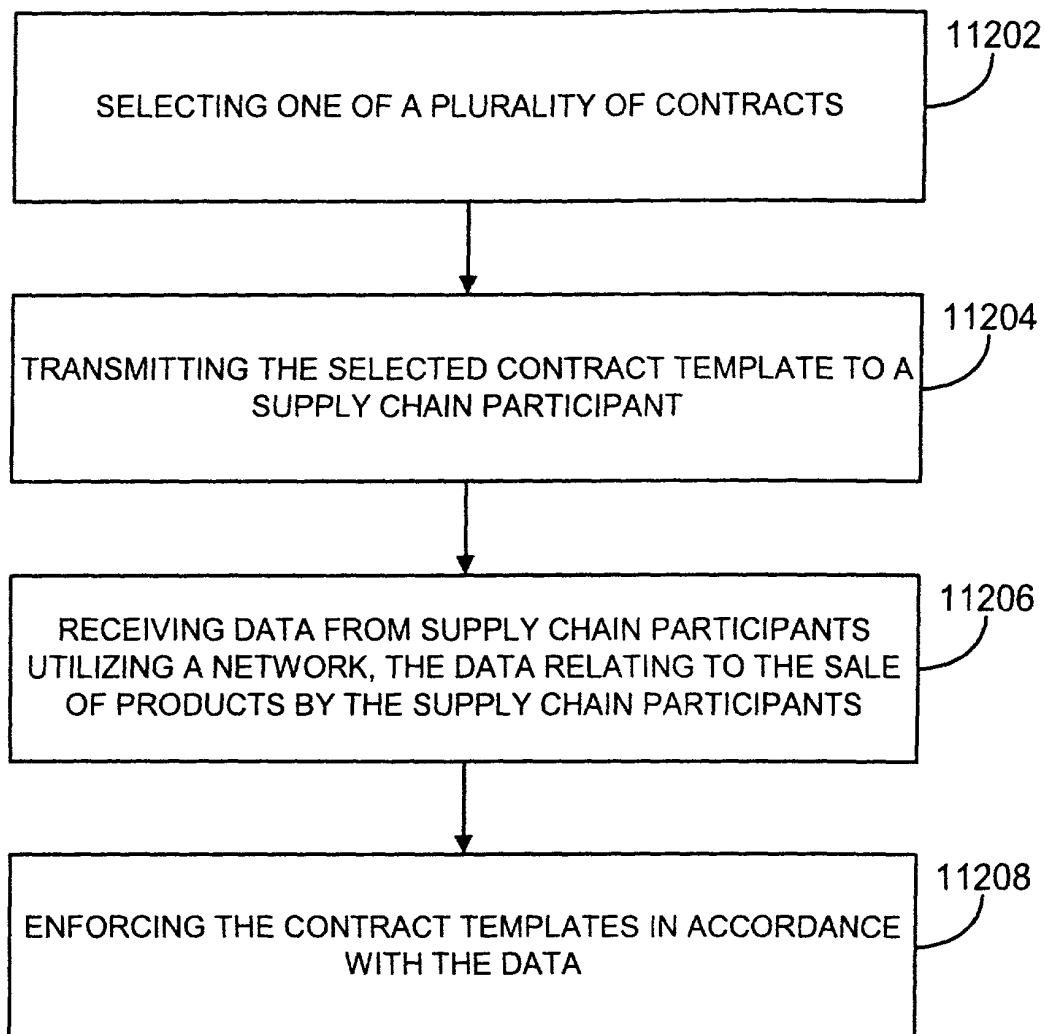 11202
SELECTING ONE OF A PLURALITY OF CONTRACTS
11204
TRANSMITTING THE SELECTED CONTRACT TEMPLATE TO A
SUPPLY CHAIN PARTICIPANT
11206
RECEIVING DATA FROM SUPPLY CHAIN PARTICIPANTS
UTILIZING A NETWORK, THE DATA RELATING TO THE SALE
OF PRODUCTS BY THE SUPPLY CHAIN PARTICIPANTS
11208
ENFORCING THE CONTRACT TEMPLATES IN ACCORDANCE
WITH THE DATA